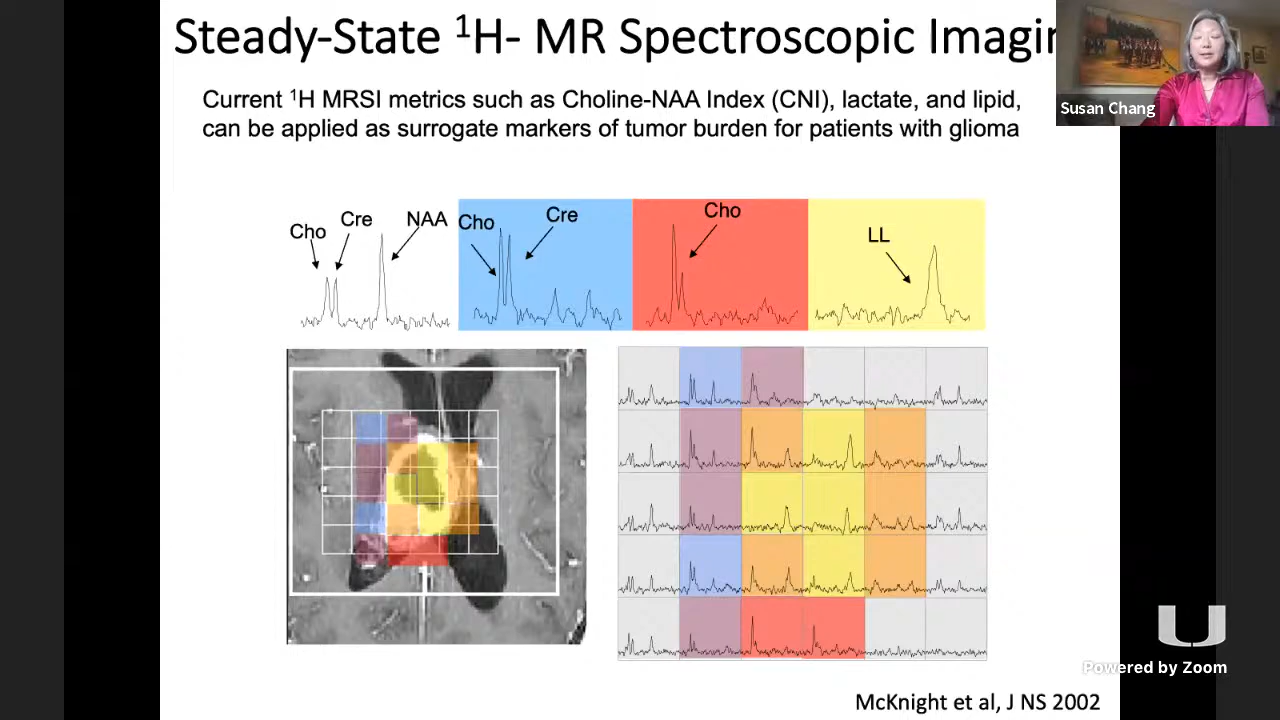 Steady-State ¹H- MR Spectroscopic Imagin
Current ¹H MRSI metrics such as Choline-NAA Index (CNI), lactate, and lipid,
can be applied as surrogate markers of tumor burden for patients with glioma
Susan Chang
Cho
Cre
NAA
Cho
Cre
Cho
LL
U
Powered by Zoom
McKnight et al, J NS 2002